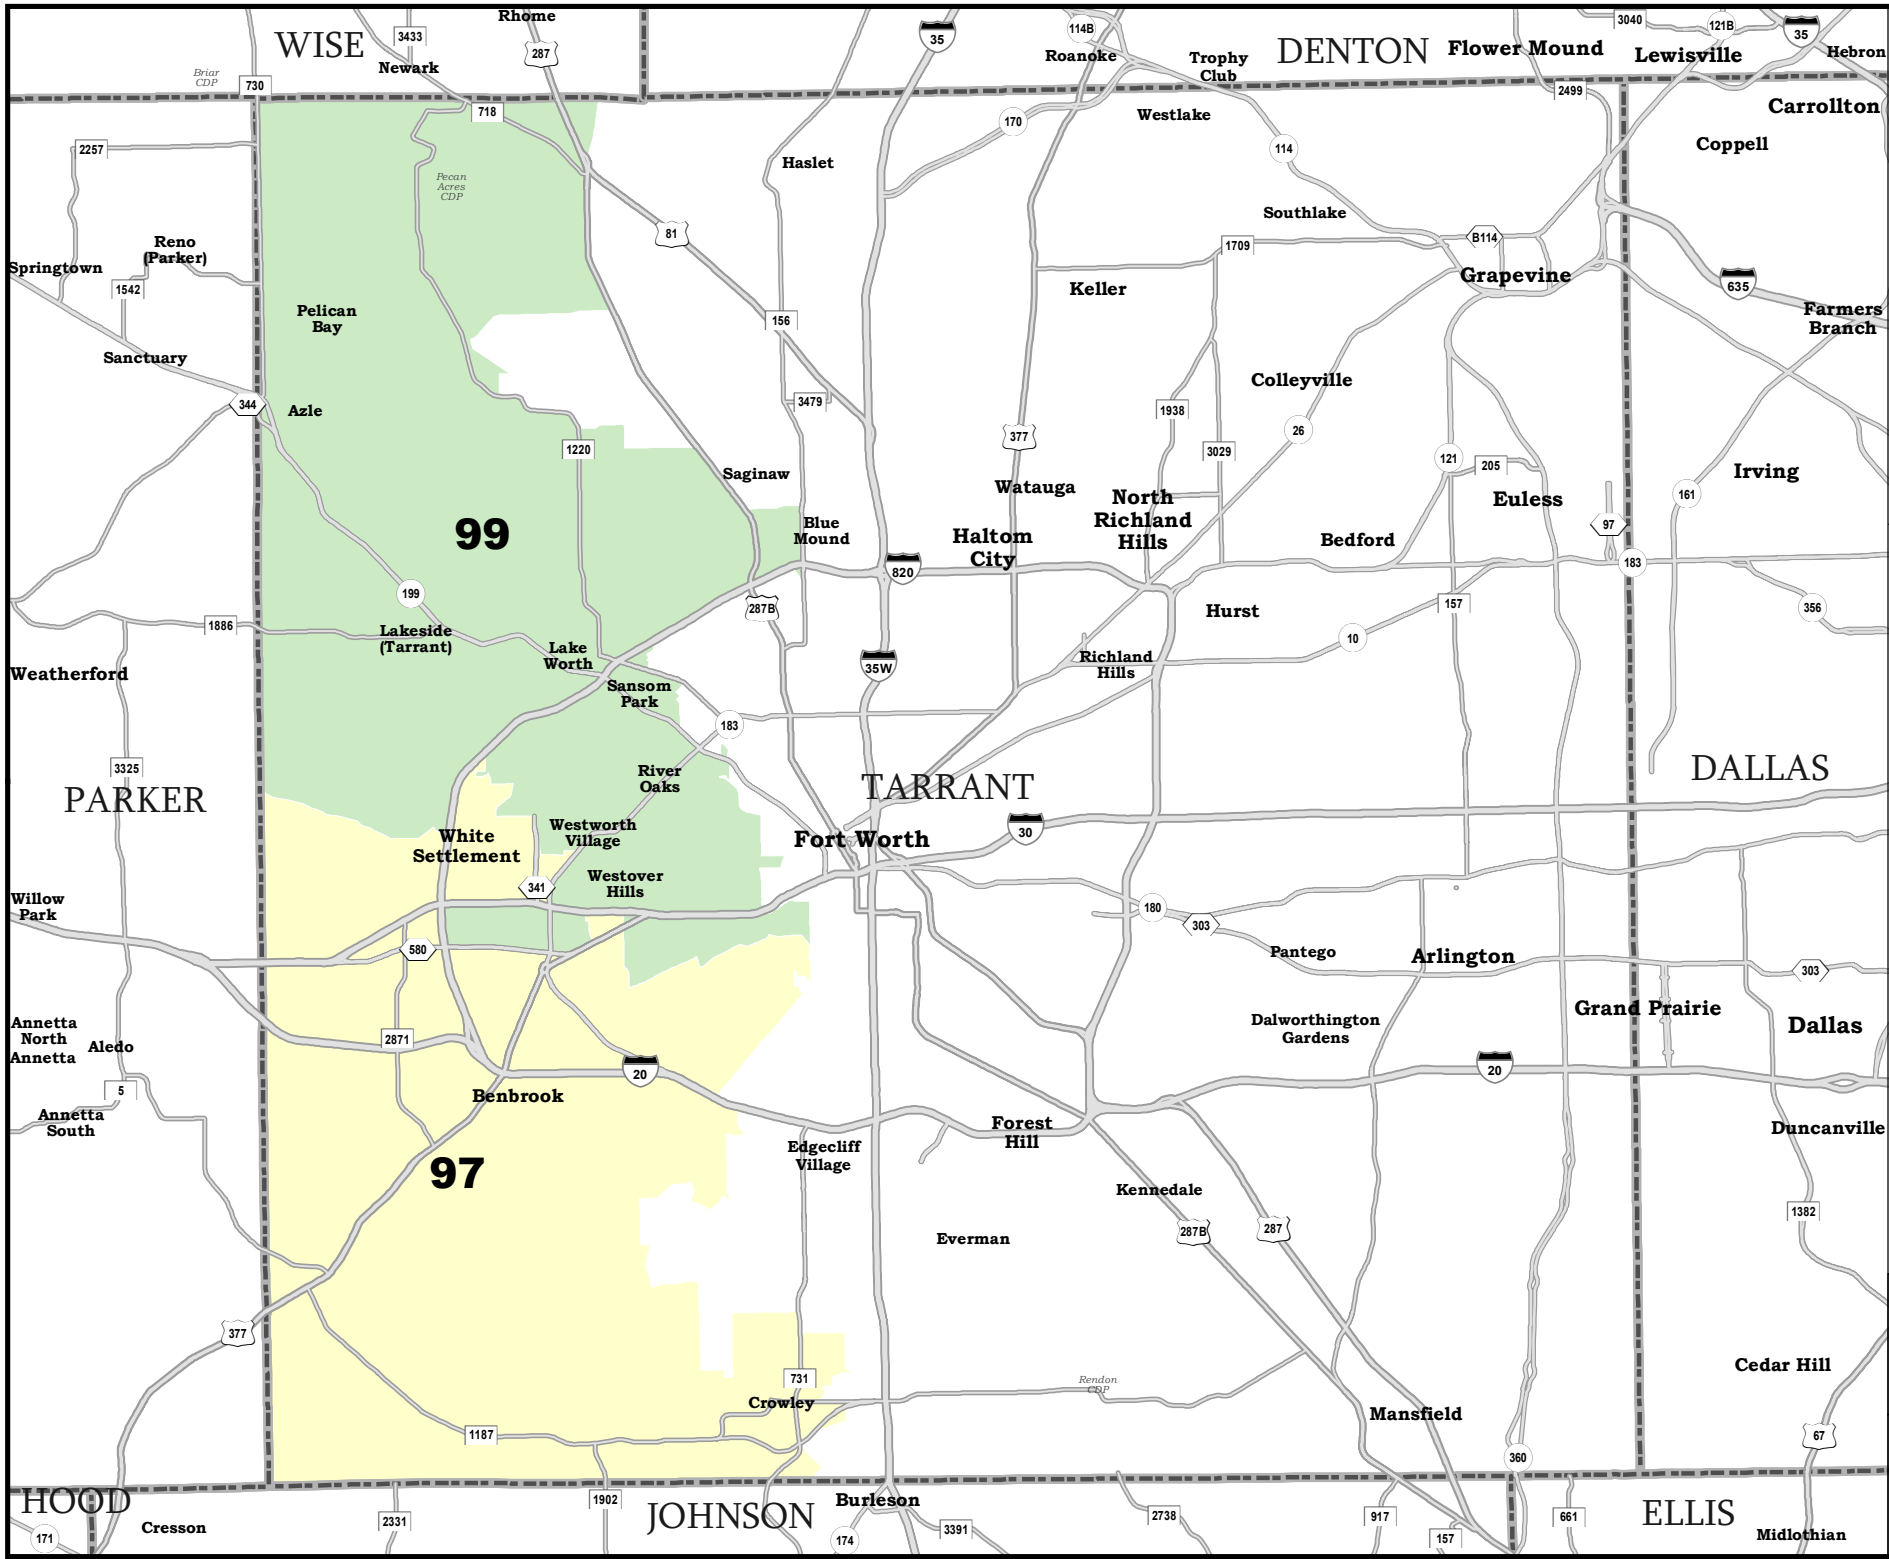 Rhome
WISE
3433
287
35
114B
Roanoke
Trophy
Club
DENTON
Flower Mound
3040
121B
Lewisville
35
Hebron
Newark
Briar
CDP
730
718
2499
Carrollton
170
Westlake
114
Coppell
2257
Haslet
Pecan
Acres
CDP
Southlake
81
B114
1709
Reno
(Parker)
Springtown
1542
Grapevine
635
Keller
Farmers
Branch
Pelican
Bay
156
Sanctuary
Colleyville
344
Azle
3479
1938
26
377
1220
3029
121
205
Saginaw
Watauga
Irving
161
North
Richland
Hills
Euless
99
Blue
Mound
Haltom
City
Bedford
97
820
183
199
287B
Hurst
157
356
1886
Lakeside
(Tarrant)
Lake
Worth
10
35W
Richland
Hills
Weatherford
Sansom
Park
183
3325
River
Oaks
TARRANT
DALLAS
PARKER
White
Settlement
Westworth
Village
Fort Worth
30
Westover
Hills
341
Willow
Park
180
303
580
Pantego
Arlington
303
Grand Prairie
Annetta
North
Annetta
Aledo
2871
Dalworthington
Gardens
Dallas
20
20
5
Benbrook
Annetta
South
Forest
Hill
Duncanville
Edgecliff
Village
97
Kennedale
1382
287B
287
Everman
377
Cedar Hill
731
Rendon
CDP
Crowley
Mansfield
1187
67
360
HOOD
1902
JOHNSON
Burleson
2738
917
661
ELLIS
171
Cresson
2331
174
3391
157
Midlothian